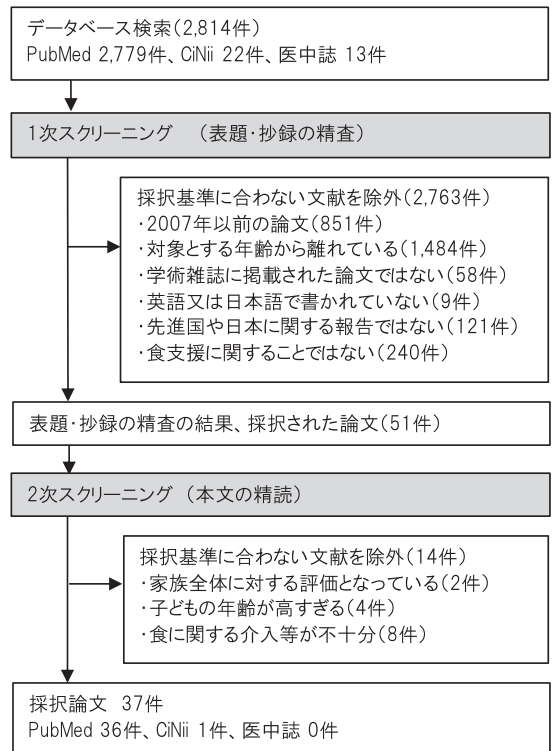 データベース検索(2,814件)
PubMed 2,779件、CiNii 22件、医中誌 13件
1次スクリーニング (表題・抄録の精査)
採択基準に合わない文献を除外(2,763件)
・2007年以前の論文(851件)
・対象とする年齢から離れている(1,484件)
・学術雑誌に掲載された論文ではない(58件)
・英語又は日本語で書かれていない(9件)
・先進国や日本に関する報告ではない(121件)
・食支援に関することではない(240件)
表題・抄録の精査の結果、採択された論文(51件)
2次スクリーニング (本文の精読)
採択基準に合わない文献を除外(14件)
・家族全体に対する評価となっている(2件)
・子どもの年齢が高すぎる(4件)
・食に関する介入等が不十分(8件)
採択論文 37件
PubMed 36件、CiNii 1件、医中誌 0件